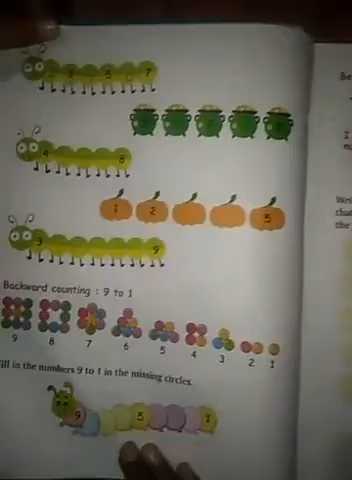 5 7
4 8
1 2 5
3 9
Backward counting : 9 to 1
9 8 7 6 5 4 3 2 1
ill in the numbers 9 to 1 in the missing circles.
9 5 1